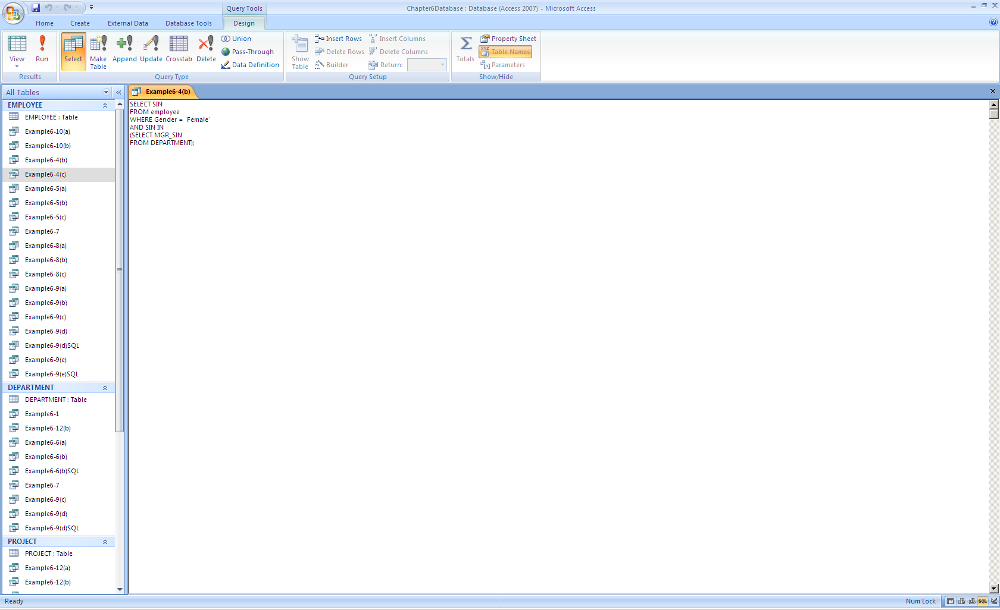 Query Tools
Chapter6Database : Database (Access 2007) - Microsoft Access
Home
Create
External Data
Database Tools
Design
View
Run
Select
Make Table
Append
Update
Crosstab
Delete
Union
Pass-Through
Data Definition
Show Table
Insert Rows
Delete Rows
Builder
Insert Columns
Delete Columns
Return:
Totals
Property Sheet
XYZ
Table Names
Parameters
Results
Query Type
Query Setup
Show/Hide
All Tables
EMPLOYEE
EMPLOYEE : Table
Example6-10(a)
Example6-10(b)
Example6-4(b)
Example6-4(c)
Example6-5(a)
Example6-5(b)
Example6-5(c)
Example6-7
Example6-8(a)
Example6-8(b)
Example6-8(c)
Example6-9(a)
Example6-9(b)
Example6-9(c)
Example6-9(d)
Example6-9(d)SQL
Example6-9(e)
Example6-9(e)SQL
DEPARTMENT
DEPARTMENT : Table
Example6-1
Example6-12(b)
Example6-6(a)
Example6-6(b)
Example6-6(b)SQL
Example6-7
Example6-9(c)
Example6-9(d)
Example6-9(d)SQL
PROJECT
PROJECT : Table
Example6-12(a)
Example6-12(b)
Example6-4(b)
SELECT SIN
FROM employee
WHERE Gender = 'Female'
AND SIN IN
(SELECT MGR_SIN
FROM DEPARTMENT);
Ready
Num Lock
SQL